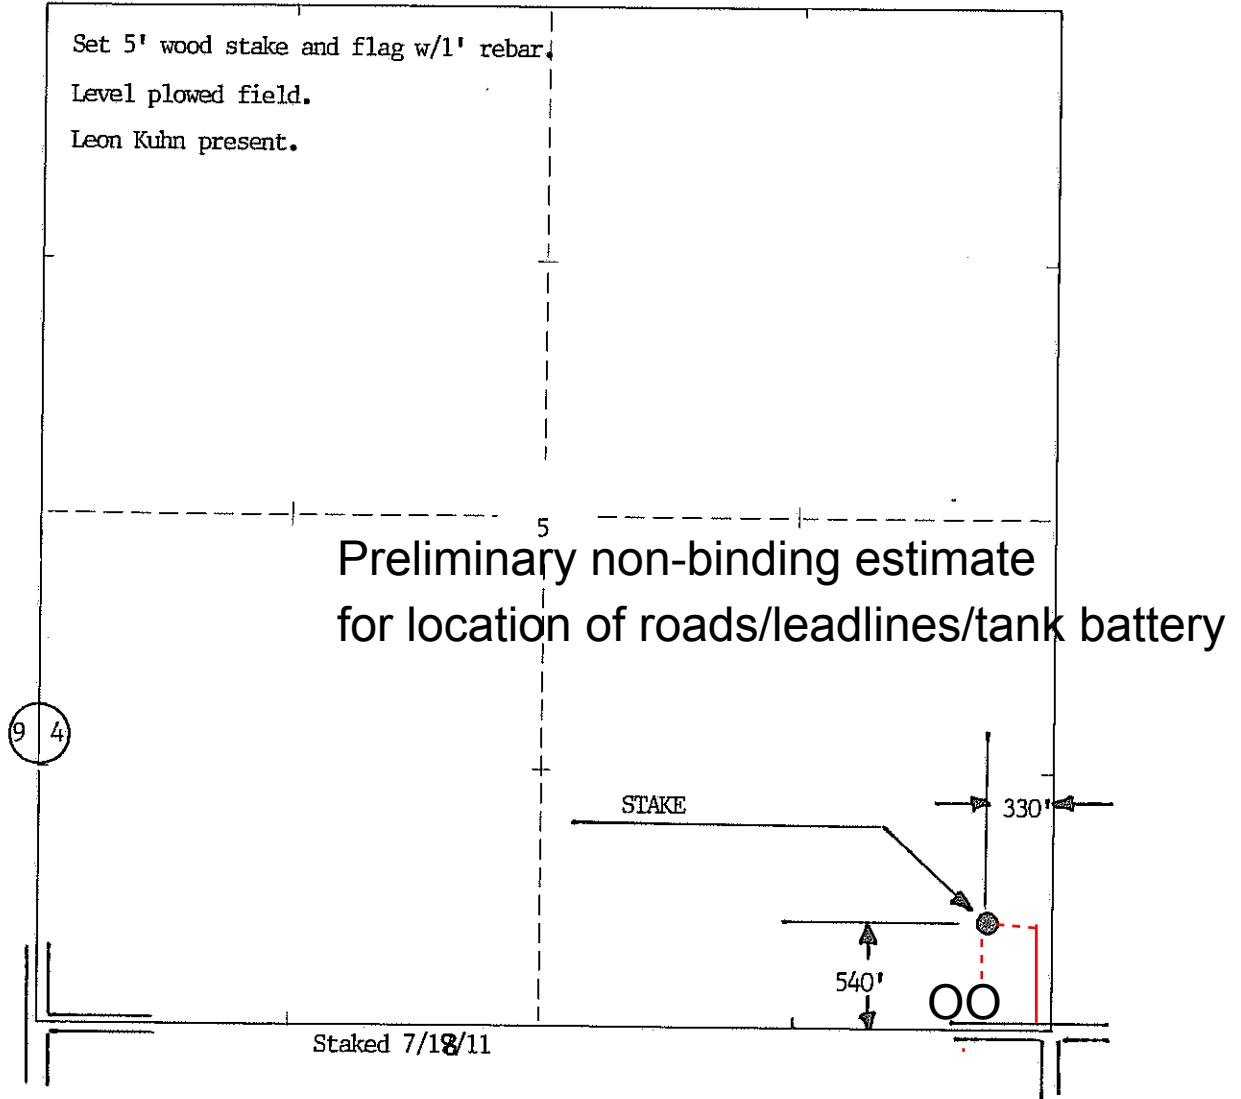 Set 5' wood stake and flag w/1' rebar.
Level plowed field.
Leon Kuhn present.
5
Preliminary non-binding estimate
for location of roads/leadlines/tank battery
9 4
STAKE
330'
540'
OO
Staked 7/18/11